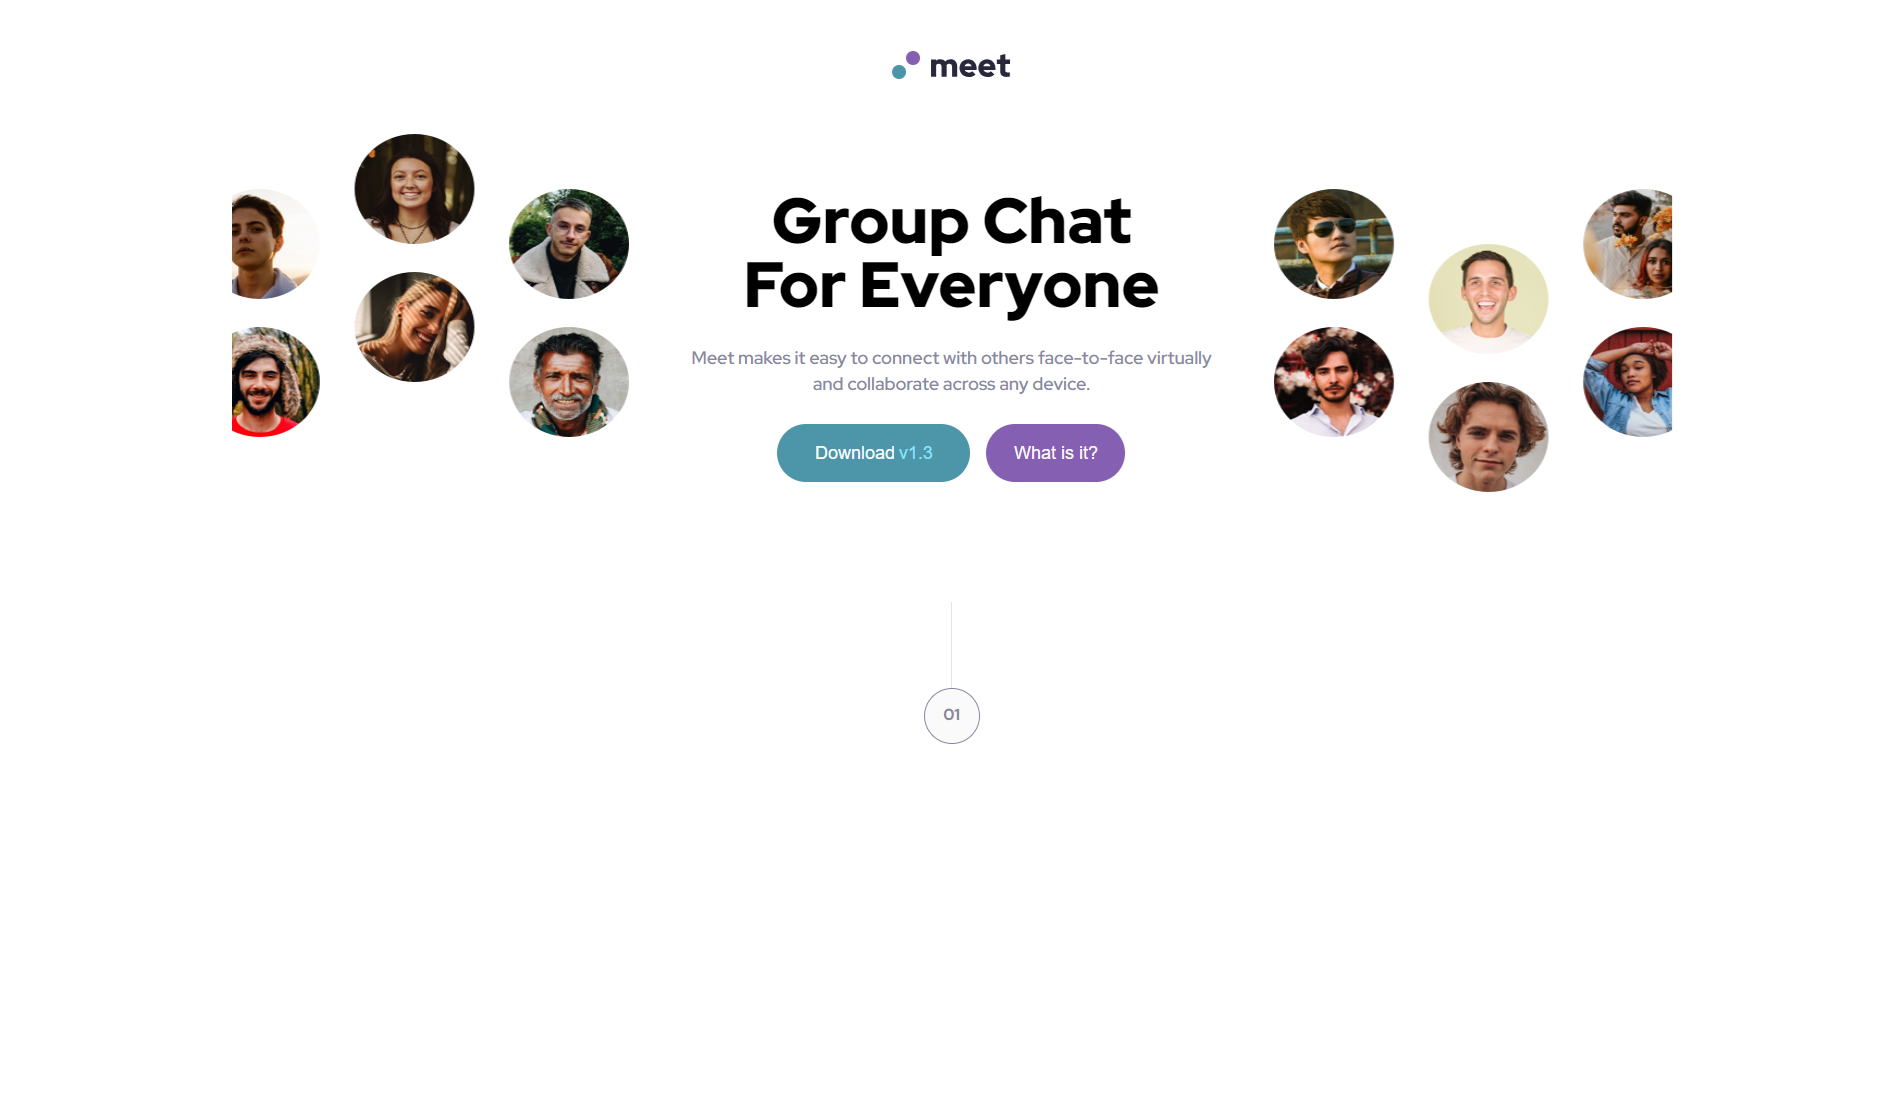 meet
Group Chat
For Everyone
Meet makes it easy to connect with others face-to-face virtually
and collaborate across any device.
Download v1.3
What is it?
01